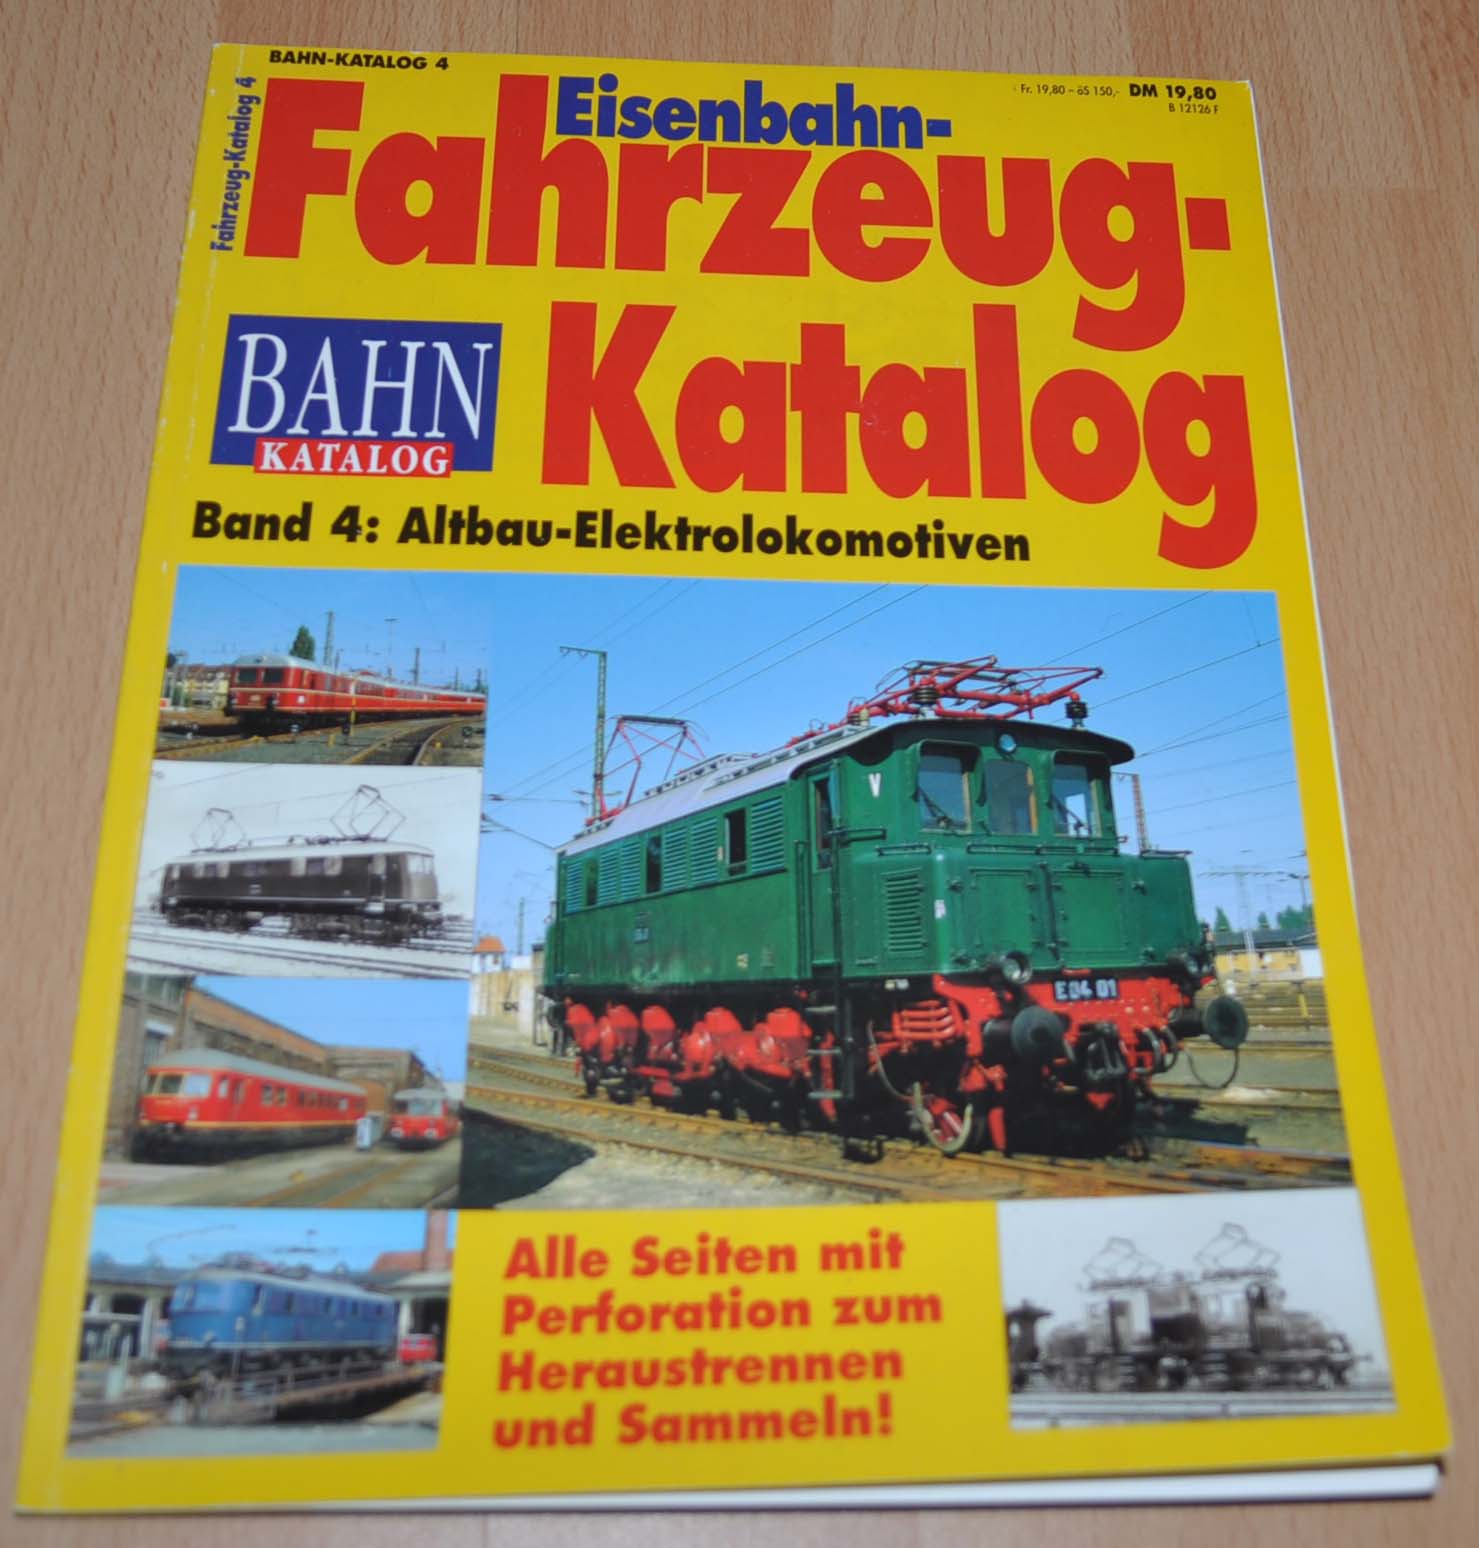 BAHN-KATALOG 4
Fr. 19,80 – öS 150,- DM 19,80
B 12126 F
Fahrzeug-Katalog 4
Eisenbahn-
Fahrzeug-
Katalog
BAHN
KATALOG
Band 4: Altbau-Elektrolokomotiven
V
E04 01
Alle Seiten mit
Perforation zum
Heraustrennen
und Sammeln!